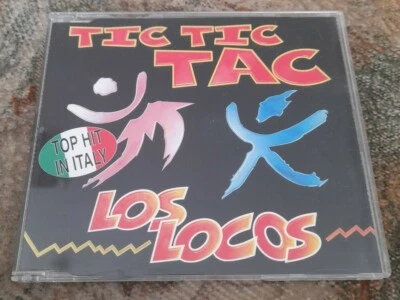 TIC TIC
TAC
TOP HIT
IN ITALY
LOS
LOCOS